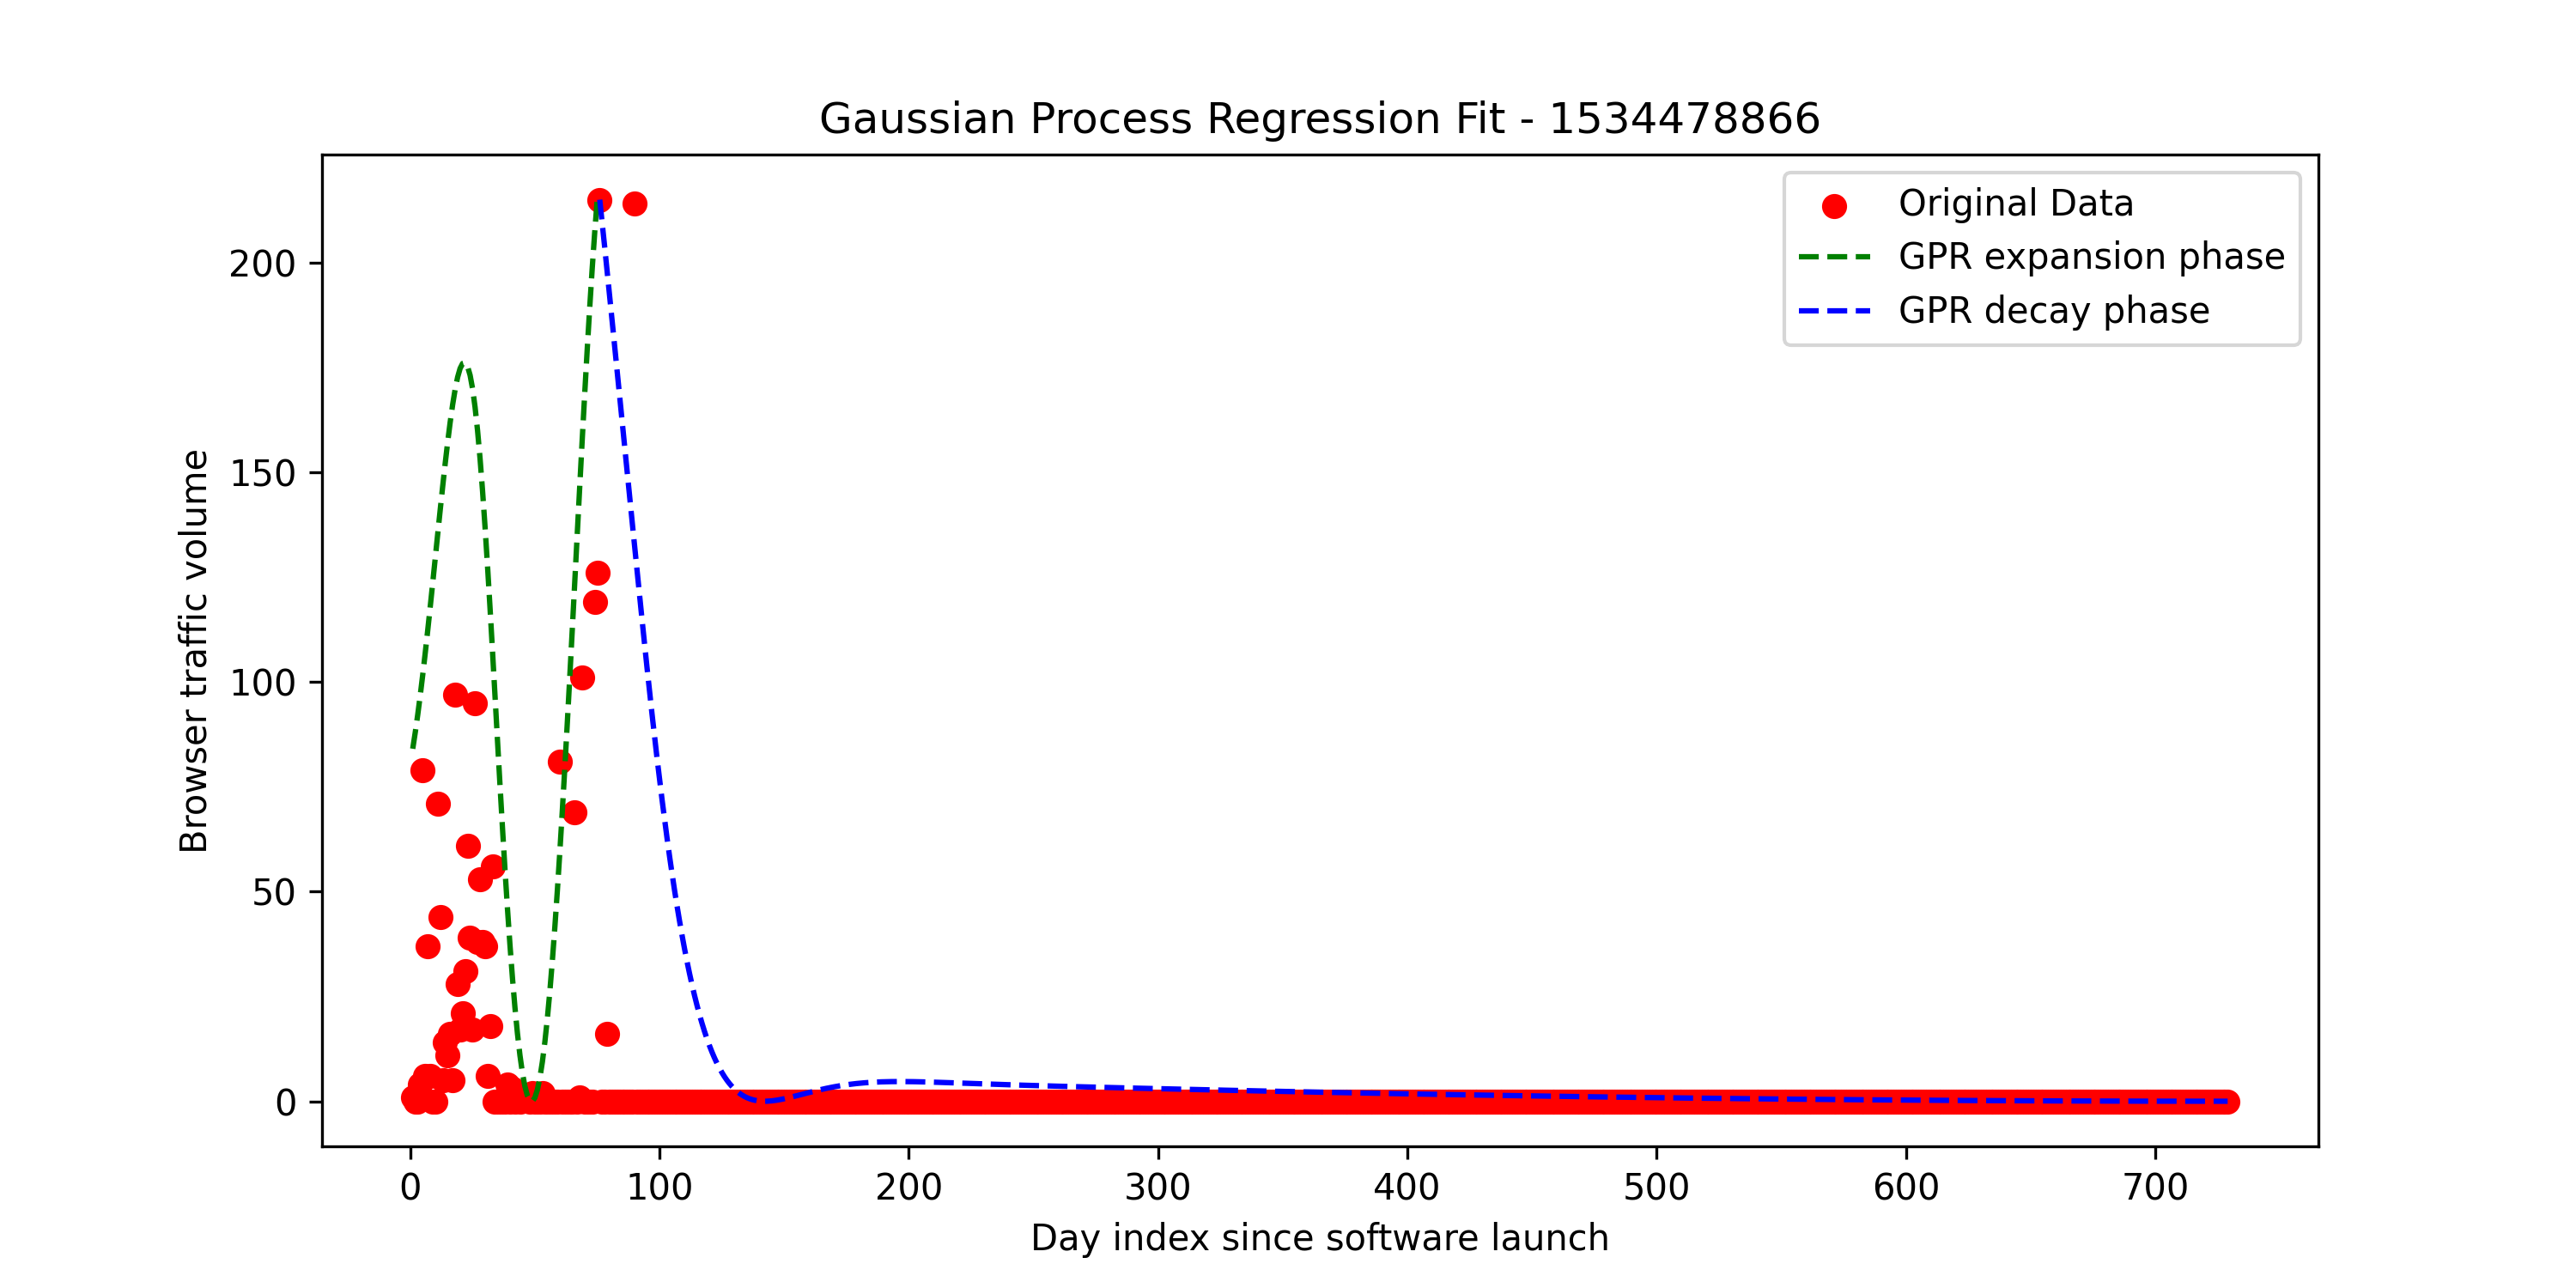 Gaussian Process Regression Fit - 1534478866
Original Data
GPR expansion phase
GPR decay phase
Browser traffic volume
200
150
100
50
0
0 100 200 300 400 500 600 700
Day index since software launch